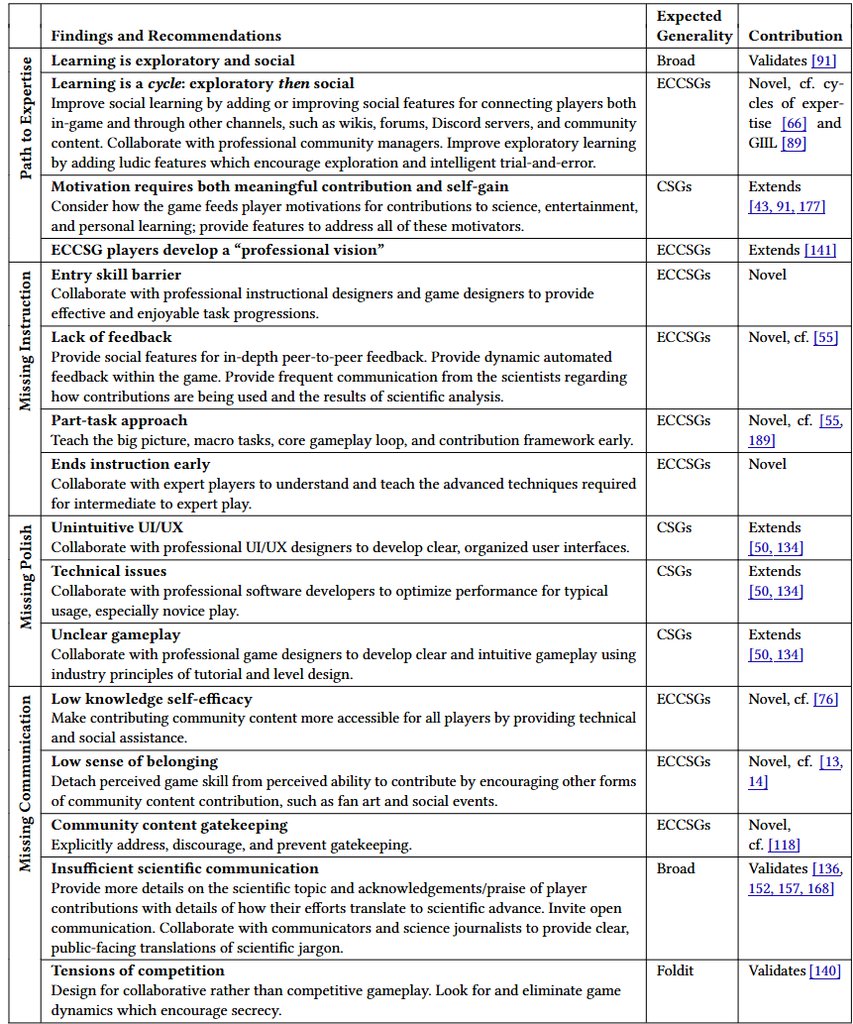 Findings and Recommendations
Expected
Generality
Contribution
Path to Expertise
Learning is exploratory and social
Broad
Validates [91]
Learning is a cycle: exploratory then social
Improve social learning by adding or improving social features for connecting players both
in-game and through other channels, such as wikis, forums, Discord servers, and community
content. Collaborate with professional community managers. Improve exploratory learning
by adding ludic features which encourage exploration and intelligent trial-and-error.
ECCSGs
Novel, cf. cy-
cles of exper-
tise [66] and
GIIL [89]
Motivation requires both meaningful contribution and self-gain
Consider how the game feeds player motivations for contributions to science, entertainment,
and personal learning; provide features to address all of these motivators.
CSGs
Extends
[43, 91, 177]
ECCSG players develop a “professional vision”
ECCSGs
Extends [141]
Missing Instruction
Entry skill barrier
Collaborate with professional instructional designers and game designers to provide
effective and enjoyable task progressions.
ECCSGs
Novel
Lack of feedback
Provide social features for in-depth peer-to-peer feedback. Provide dynamic automated
feedback within the game. Provide frequent communication from the scientists regarding
how contributions are being used and the results of scientific analysis.
ECCSGs
Novel, cf. [55]
Part-task approach
Teach the big picture, macro tasks, core gameplay loop, and contribution framework early.
ECCSGs
Novel, cf. [55,
189]
Ends instruction early
Collaborate with expert players to understand and teach the advanced techniques required
for intermediate to expert play.
ECCSGs
Novel
Missing Polish
Unintuitive UI/UX
Collaborate with professional UI/UX designers to develop clear, organized user interfaces.
CSGs
Extends
[50, 134]
Technical issues
Collaborate with professional software developers to optimize performance for typical
usage, especially novice play.
CSGs
Extends
[50, 134]
Unclear gameplay
Collaborate with professional game designers to develop clear and intuitive gameplay using
industry principles of tutorial and level design.
CSGs
Extends
[50, 134]
Missing Communication
Low knowledge self-efficacy
Make contributing community content more accessible for all players by providing technical
and social assistance.
ECCSGs
Novel, cf. [76]
Low sense of belonging
Detach perceived game skill from perceived ability to contribute by encouraging other forms
of community content contribution, such as fan art and social events.
ECCSGs
Novel, cf. [13,
14]
Community content gatekeeping
Explicitly address, discourage, and prevent gatekeeping.
ECCSGs
Novel,
cf. [118]
Insufficient scientific communication
Provide more details on the scientific topic and acknowledgements/praise of player
contributions with details of how their efforts translate to scientific advance. Invite open
communication. Collaborate with communicators and science journalists to provide clear,
public-facing translations of scientific jargon.
Broad
Validates [136,
152, 157, 168]
Tensions of competition
Design for collaborative rather than competitive gameplay. Look for and eliminate game
dynamics which encourage secrecy.
Foldit
Validates [140]